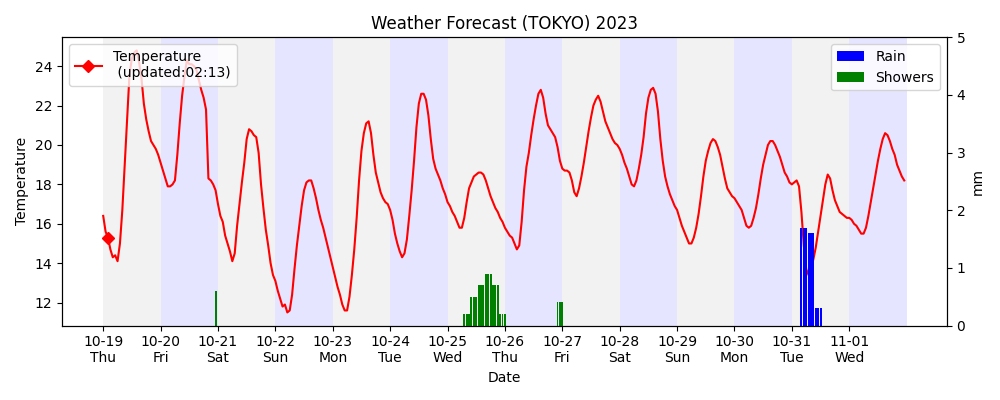 Weather Forecast (TOKYO) 2023
Temperature
(updated:02:13)
Rain
Showers
Temperature
24
22
20
18
16
14
12
5
4
3
2
1
0
mm
10-19 10-20 10-21 10-22 10-23 10-24 10-25 10-26 10-27 10-28 10-29 10-30 10-31 11-01
Thu Fri Sat Sun Mon Tue Wed Thu Fri Sat Sun Mon Tue Wed
Date